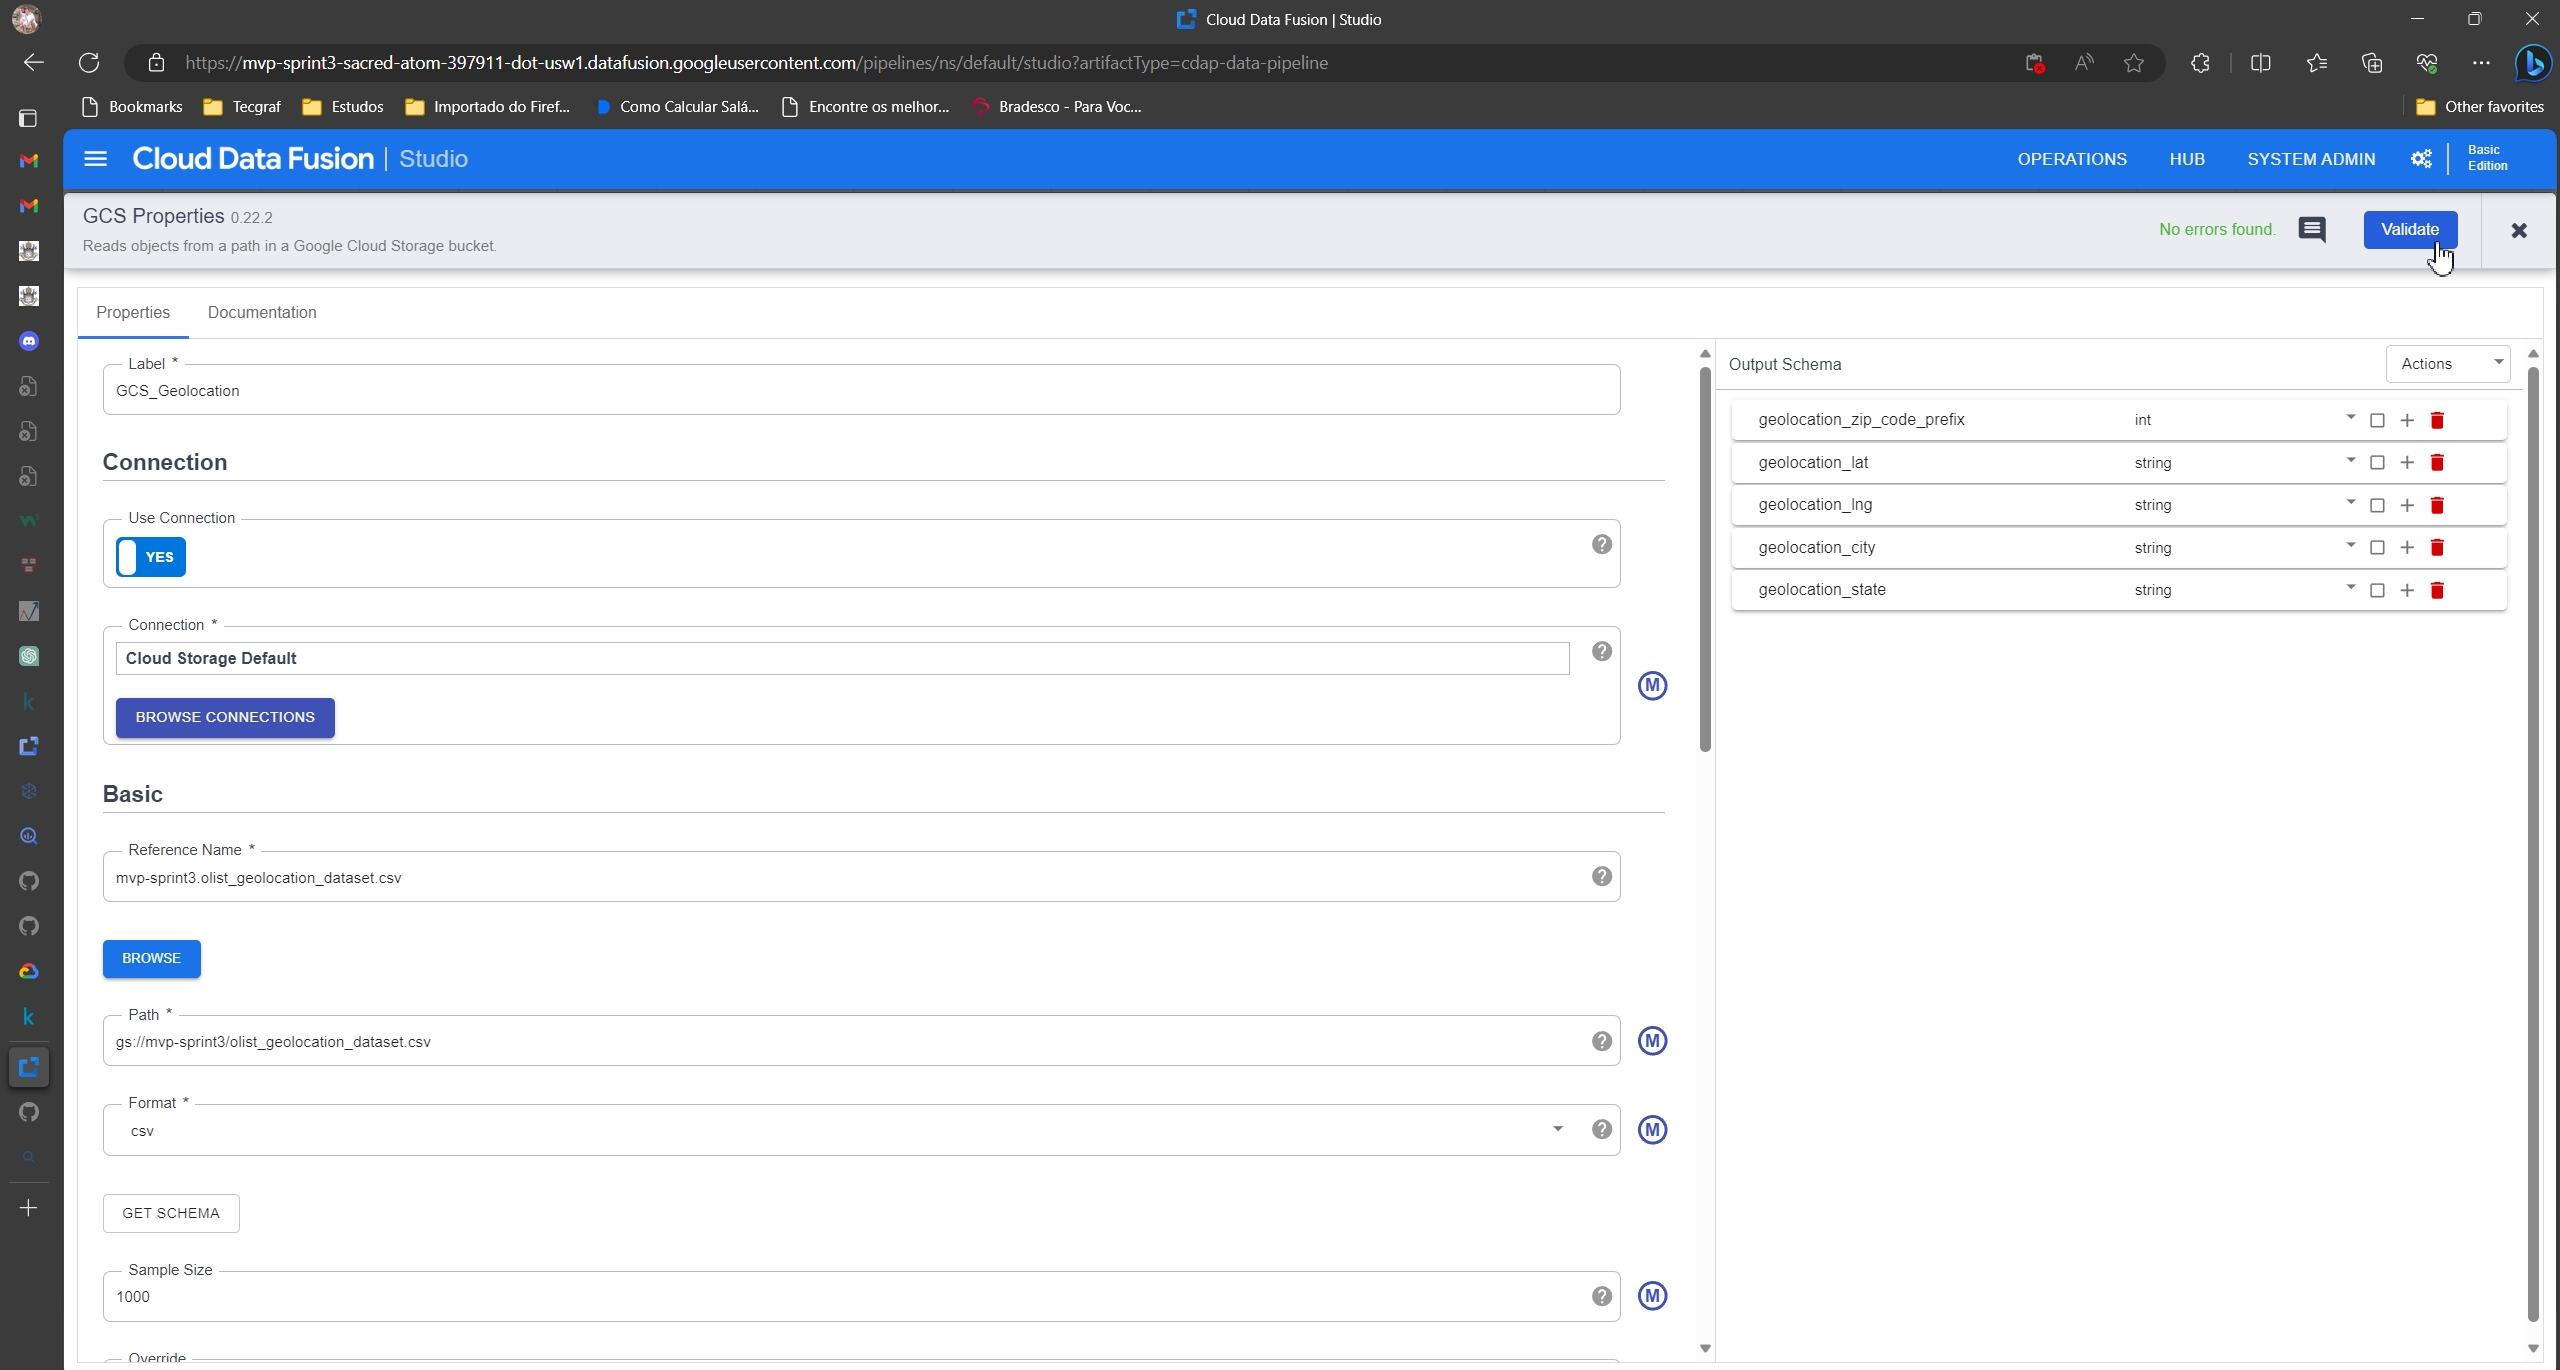 Cloud Data Fusion | Studio
https://mvp-sprint3-sacred-atom-397911-dot-usw1.datafusion.googleusercontent.com/pipelines/ns/default/studio?artifactType=cdap-data-pipeline
Bookmarks Tecgraf Estudos Importado do Firef... Como Calcular Salá... Encontre os melhor... Bradesco - Para Voc... Other favorites
Cloud Data Fusion | Studio OPERATIONS HUB SYSTEM ADMIN Basic Edition
GCS Properties 0.22.2
Reads objects from a path in a Google Cloud Storage bucket.
No errors found. Validate
Properties Documentation
Label *
GCS_Geolocation
Connection
Use Connection
YES
Connection *
Cloud Storage Default
M
BROWSE CONNECTIONS
Basic
Reference Name *
mvp-sprint3.olist_geolocation_dataset.csv
BROWSE
Path *
gs://mvp-sprint3/olist_geolocation_dataset.csv
M
Format *
csv
M
GET SCHEMA
Sample Size
1000
M
Override
Output Schema Actions
geolocation_zip_code_prefix int
geolocation_lat string
geolocation_lng string
geolocation_city string
geolocation_state string